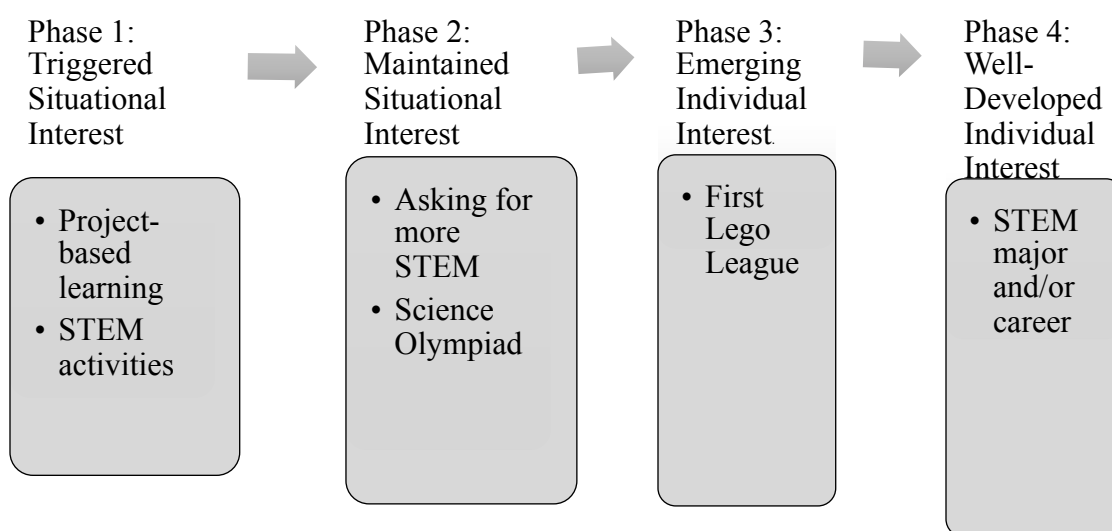 Phase 1:
Triggered
Situational
Interest
• Project-
based
learning
• STEM
activities
Phase 2:
Maintained
Situational
Interest
• Asking for
more
STEM
• Science
Olympiad
Phase 3:
Emerging
Individual
Interest.
• First
Lego
League
Phase 4:
Well-
Developed
Individual
Interest
• STEM
major
and/or
career